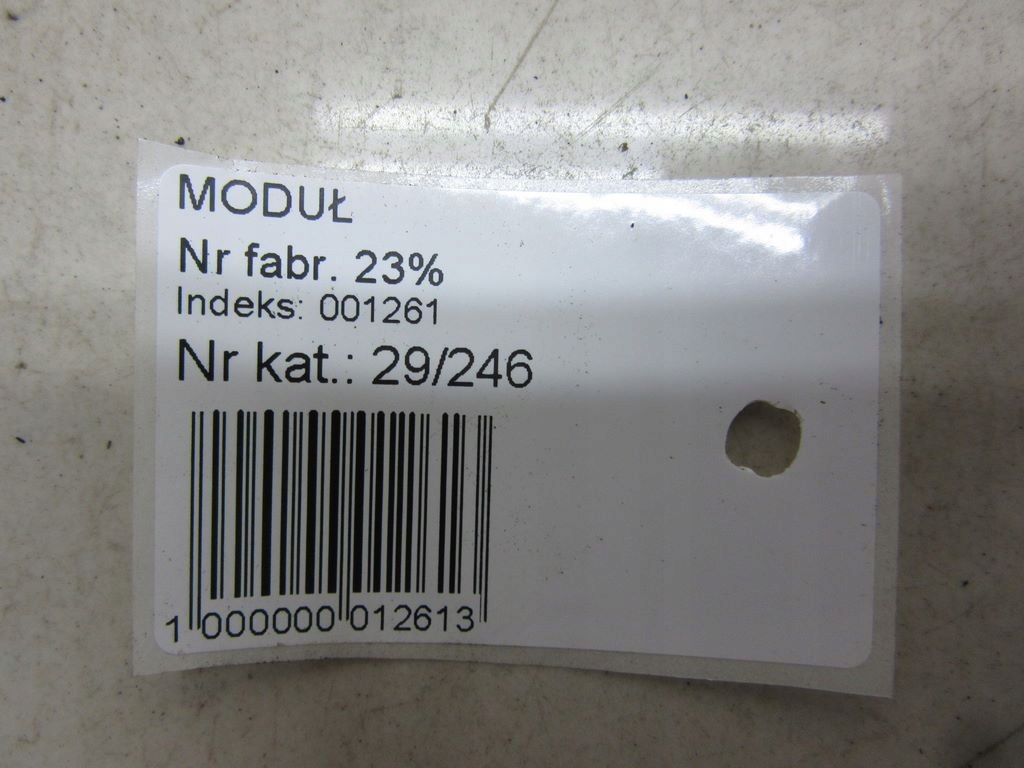 MODUŁ
Nr fabr. 23%
Indeks: 001261
Nr kat.: 29/246
1 000000 012613